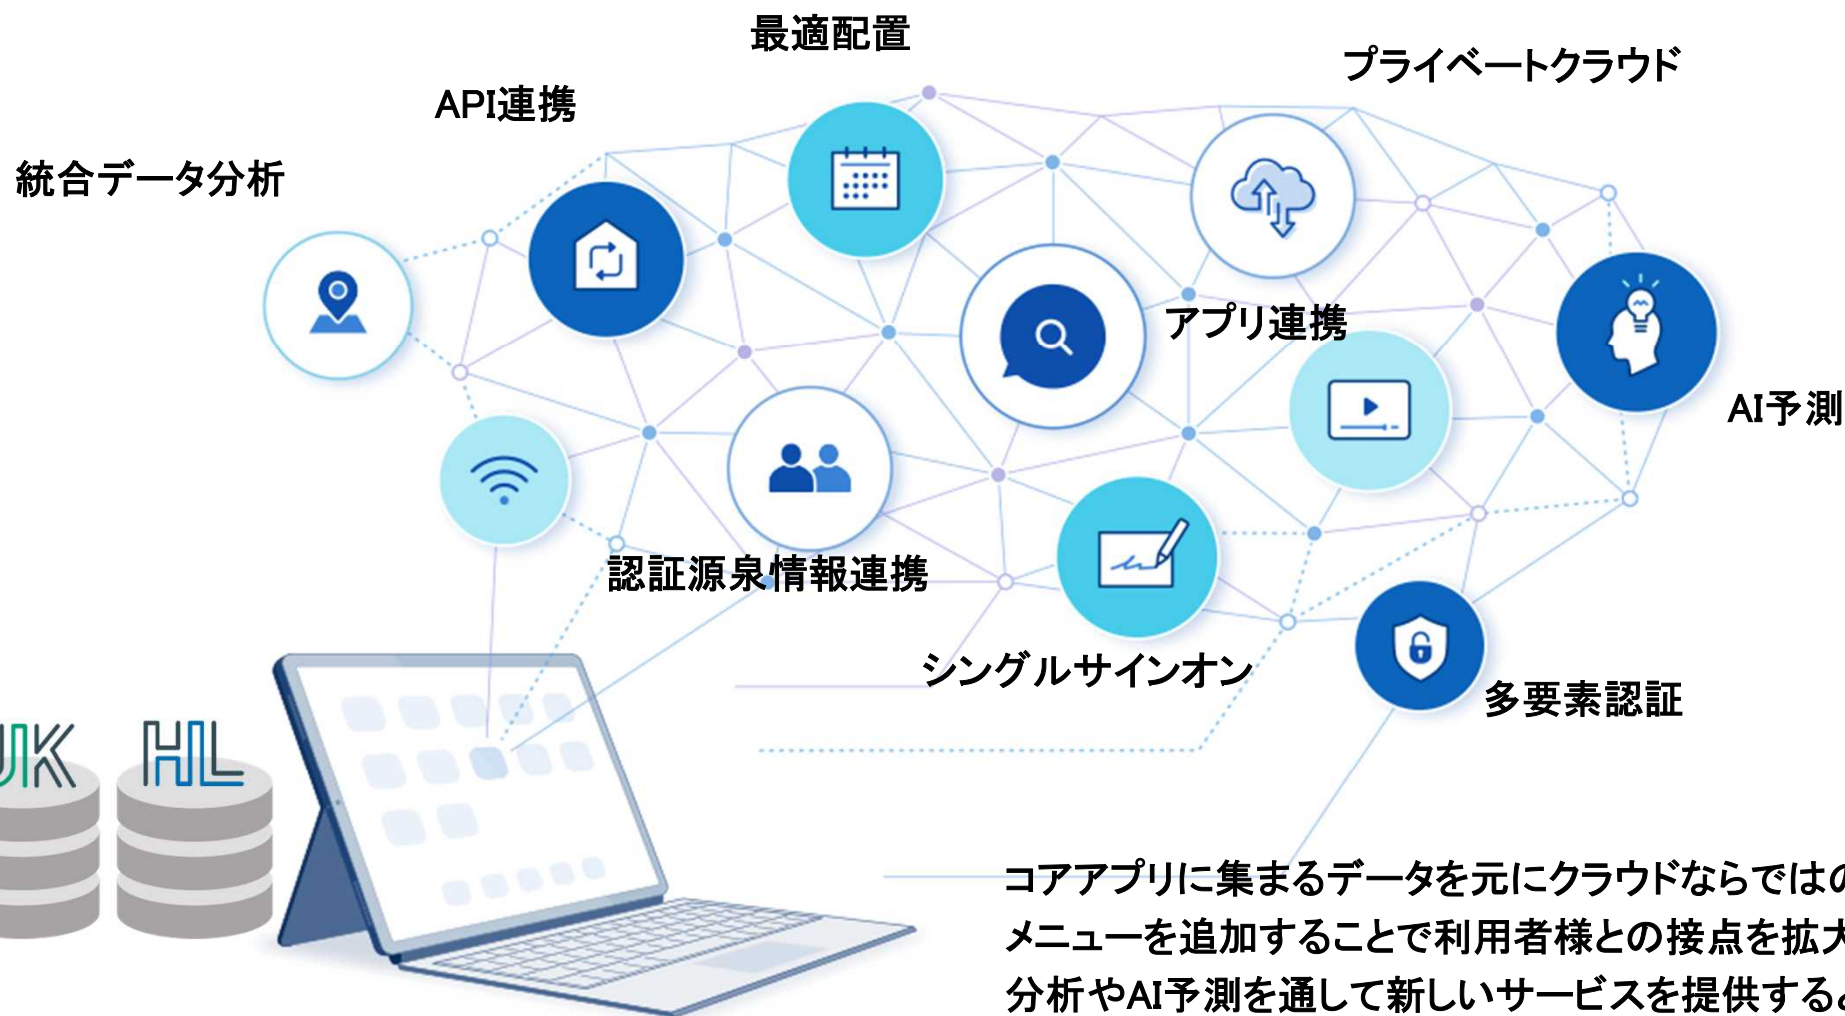 最適配置
プライベートクラウド
API連携
統合データ分析
アプリ連携
AI予測
認証源泉情報連携
シングルサインオン
多要素認証
UK
HL
コアアプリに集まるデータを元にクラウドならではの
メニューを追加することで利用者様との接点を拡大
分析やAI予測を通して新しいサービスを提供する